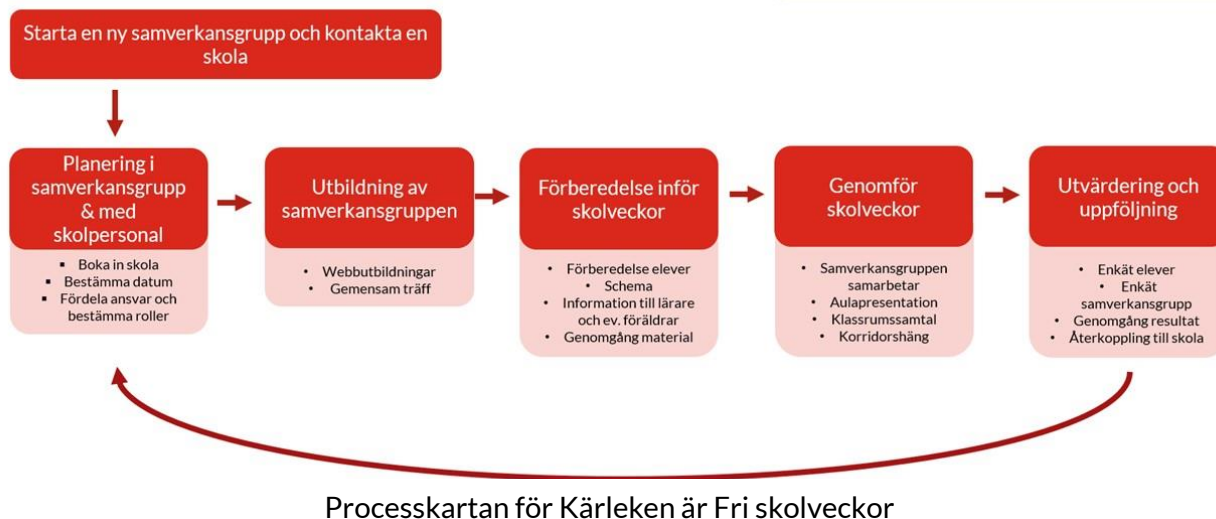 Starta en ny samverkansgrupp och kontakta en
skola
Planering i
samverkansgrupp
& med
skolpersonal
▪ Boka in skola
▪ Bestämma datum
▪ Fördela ansvar och
bestämma roller
Utbildning av
samverkansgruppen
• Webbutbildningar
• Gemensam träff
Förberedelse inför
skolveckor
• Förberedelse elever
• Schema
• Information till lärare
och ev. föräldrar
• Genomgång material
Genomför
skolveckor
• Samverkansgruppen
samarbetar
• Aulapresentation
• Klassrumssamtal
• Korridorshäng
Utvärdering och
uppföljning
• Enkät elever
• Enkät
samverkansgrupp
• Genomgång resultat
• Återkoppling till skola
Processkartan för Kärleken är Fri skolveckor